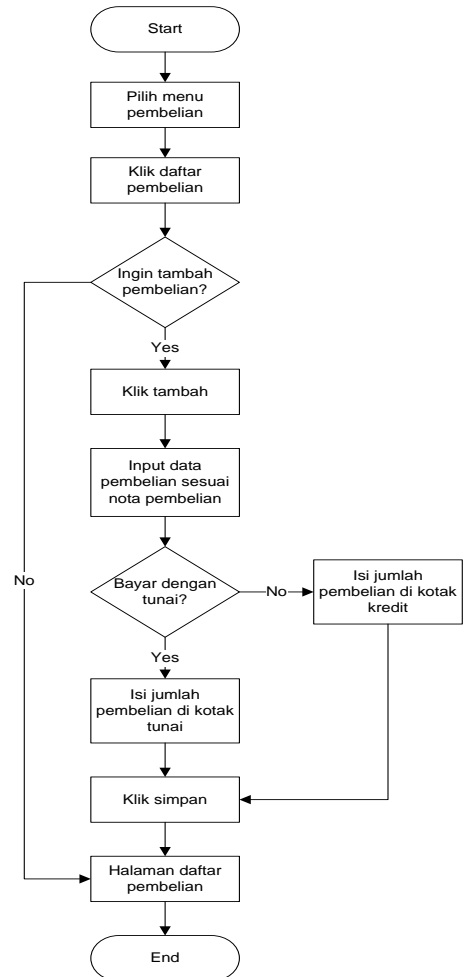 Start
Pilih menu
pembelian
Klik daftar
pembelian
Ingin tambah
pembelian?
Yes
Klik tambah
Input data
pembelian sesuai
nota pembelian
No
Bayar dengan
tunai?
No
Isi jumlah
pembelian di kotak
kredit
Yes
Isi jumlah
pembelian di kotak
tunai
Klik simpan
Halaman daftar
pembelian
End